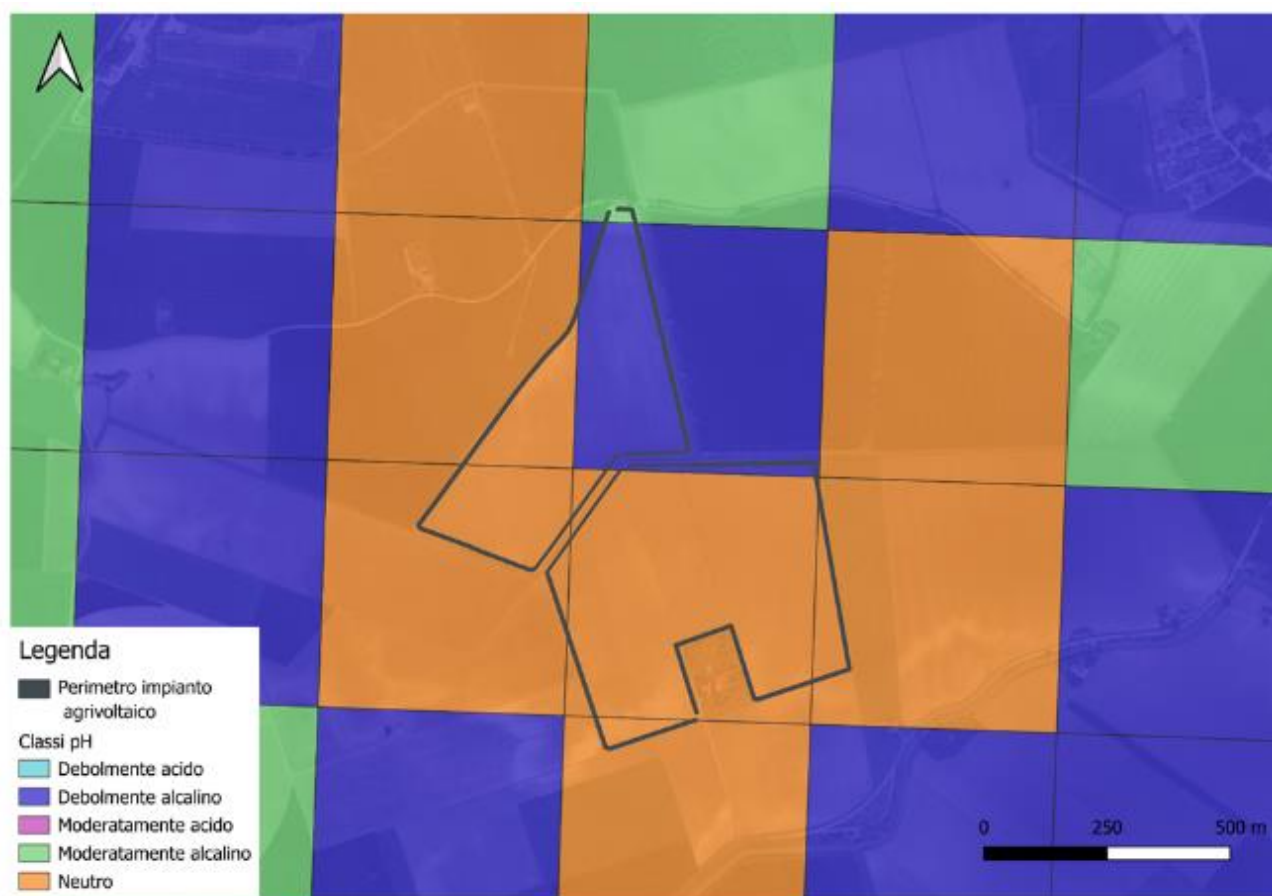 Legenda
Perimetro impianto
agrivoltaico
Classi pH
Debolmente acido
Debolmente alcalino
Moderatamente acido
Moderatamente alcalino
Neutro
0 250 500 m